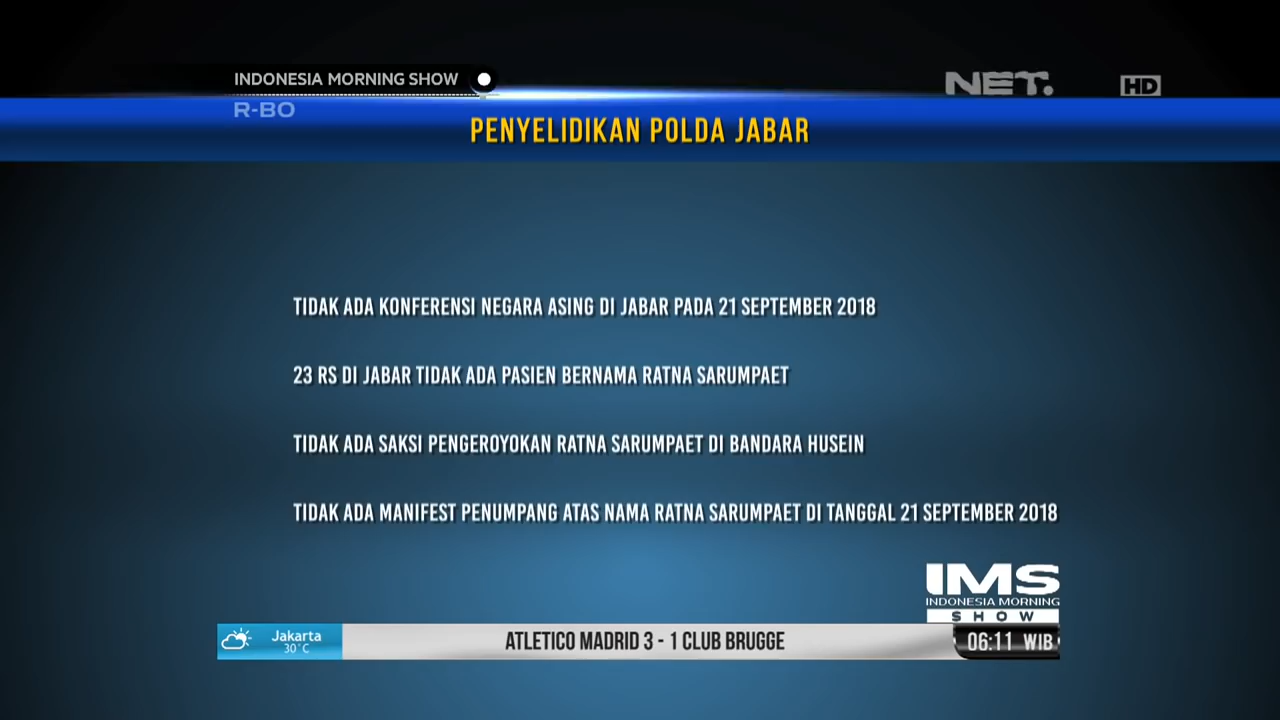 INDONESIA MORNING SHOW
NET.
HD
R-BO
PENYELIDIKAN POLDA JABAR
TIDAK ADA KONFERENSI NEGARA ASING DI JABAR PADA 21 SEPTEMBER 2018
23 RS DI JABAR TIDAK ADA PASIEN BERNAMA RATNA SARUMPAET
TIDAK ADA SAKSI PENGEROYOKAN RATNA SARUMPAET DI BANDARA HUSEIN
TIDAK ADA MANIFEST PENUMPANG ATAS NAMA RATNA SARUMPAET DI TANGGAL 21 SEPTEMBER 2018
IMS
INDONESIA MORNING
SHOW
Jakarta
30°C
ATLETICO MADRID 3 - 1 CLUB BRUGGE
06:11 WIB